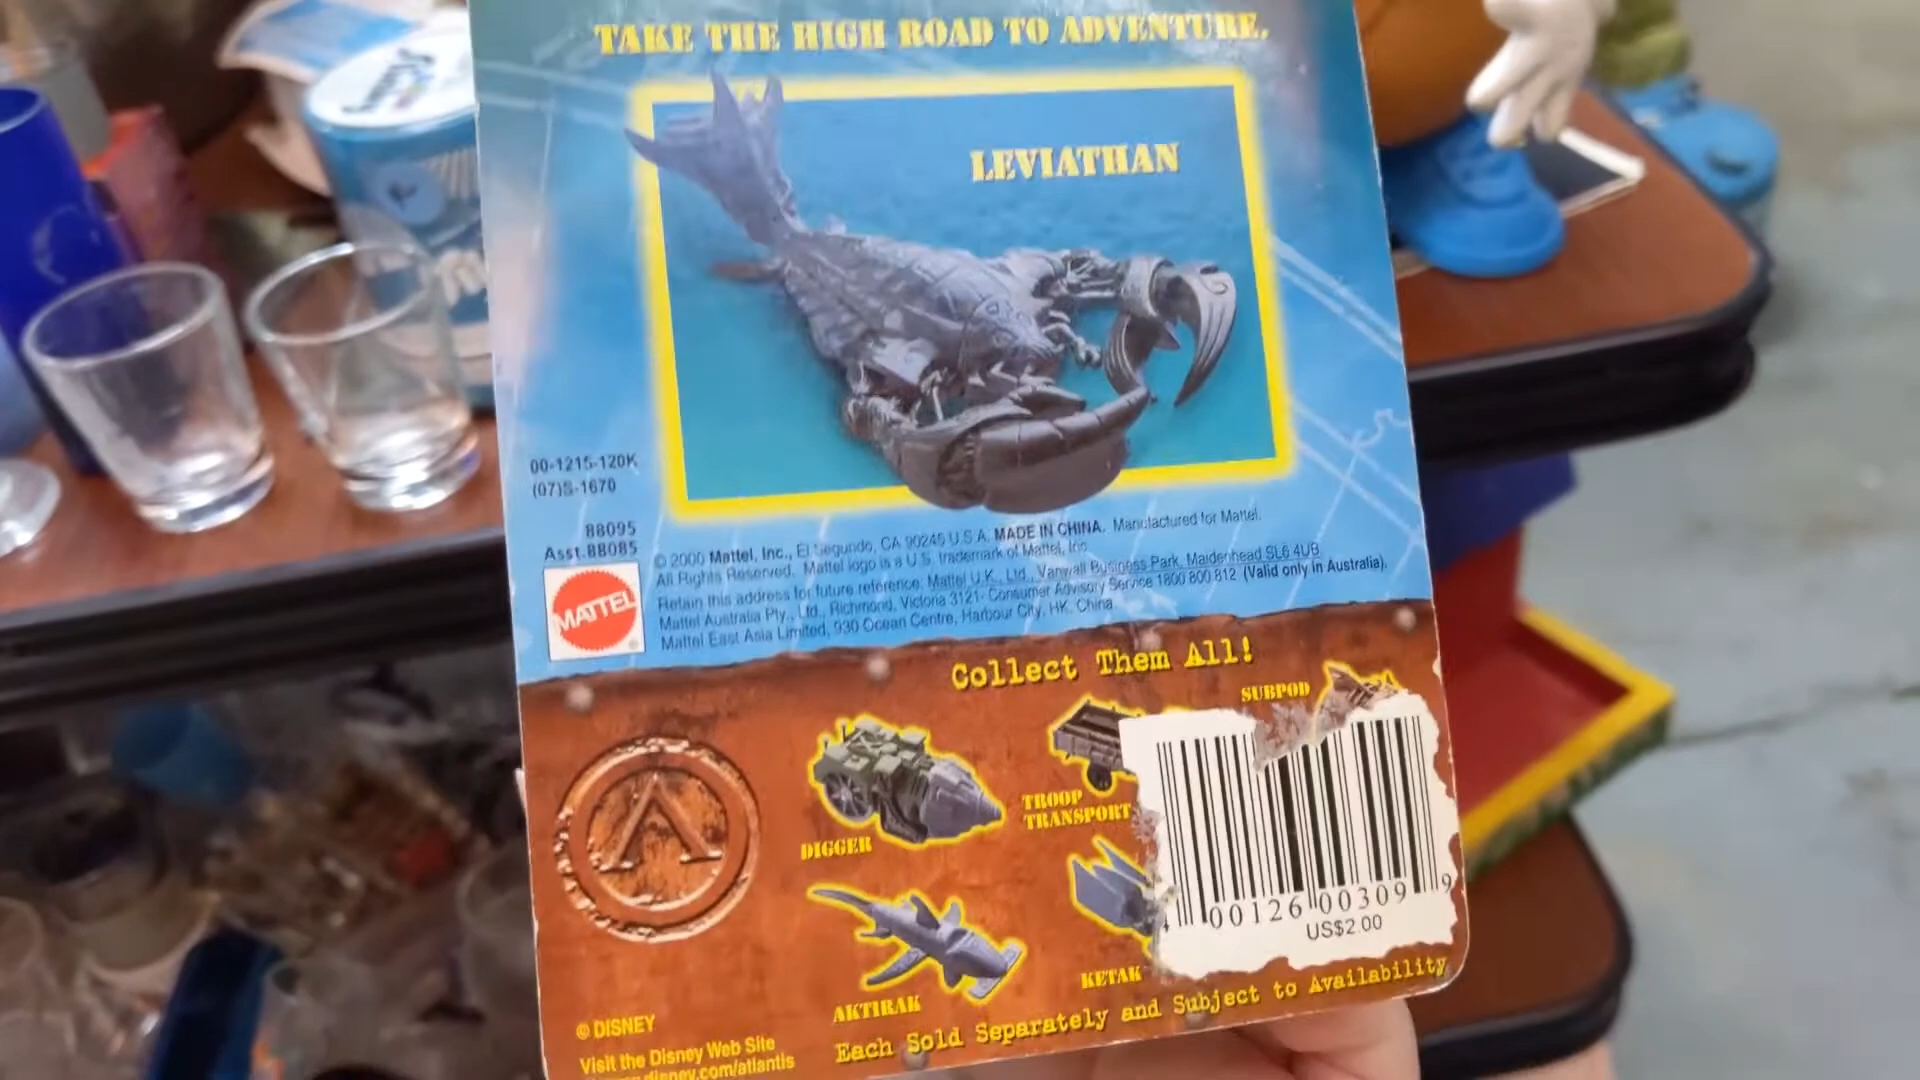 TAKE THE HIGH ROAD TO ADVENTURE.
LEVIATHAN
00-1215-120K
(07)S-1670
88095
Asst.88085
MATTEL
© 2000 Mattel, Inc., El Segundo, CA 90245 U.S.A. MADE IN CHINA. Manufactured for Mattel.
All Rights Reserved. Mattel logo is a U.S. trademark of Mattel, Inc.
Retain this address for future reference: Mattel U.K., Ltd., Vanwall Business Park, Maidenhead SL6 4UB
Mattel Australia Pty., Ltd., Richmond, Victoria 3121- Consumer Advisory Service 1800 800 812 (Valid only in Australia).
Mattel East Asia Limited, 930 Ocean Centre, Harbour City, HK, China.
Collect Them All!
SUBPOD
DIGGER
TROOP
TRANSPORT
AKTIRAK
KETAK
4 00126 00309 9
US$2.00
Each Sold Separately and Subject to Availability
© DISNEY
Visit the Disney Web Site
disney.com/atlantis